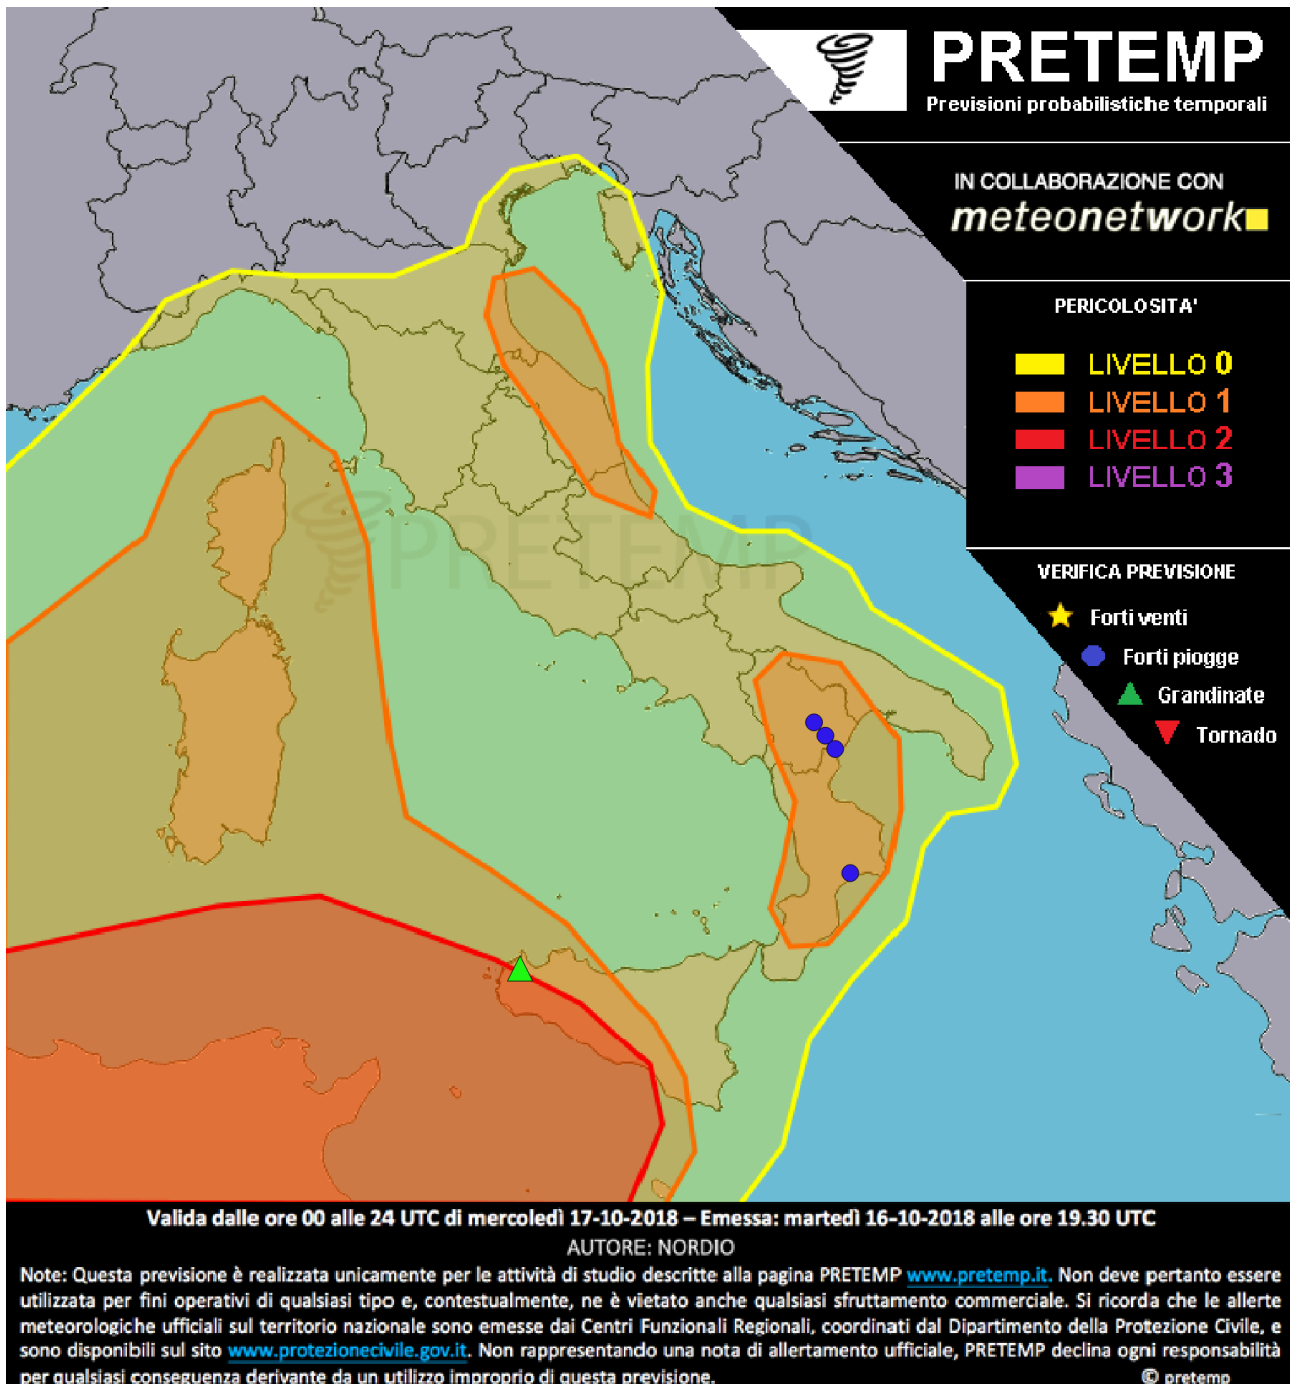 PRETEMP
Previsioni probabilistiche temporali
IN COLLABORAZIONE CON
meteonetwork
PERICOLOSITA'
LIVELLO 0
LIVELLO 1
LIVELLO 2
LIVELLO 3
PRETEMP
VERIFICA PREVISIONE
Forti venti
Forti piogge
Grandinate
Tornado
Valida dalle ore 00 alle 24 UTC di mercoledì 17-10-2018 – Emessa: martedì 16-10-2018 alle ore 19.30 UTC
AUTORE: NORDIO
Note: Questa previsione è realizzata unicamente per le attività di studio descritte alla pagina PRETEMP www.pretemp.it. Non deve pertanto essere
utilizzata per fini operativi di qualsiasi tipo e, contestualmente, ne è vietato anche qualsiasi sfruttamento commerciale. Si ricorda che le allerte
meteorologiche ufficiali sul territorio nazionale sono emesse dai Centri Funzionali Regionali, coordinati dal Dipartimento della Protezione Civile, e
sono disponibili sul sito www.protezionecivile.gov.it. Non rappresentando una nota di allertamento ufficiale, PRETEMP declina ogni responsabilità
per qualsiasi conseguenza derivante da un utilizzo improprio di questa previsione.
© pretemp